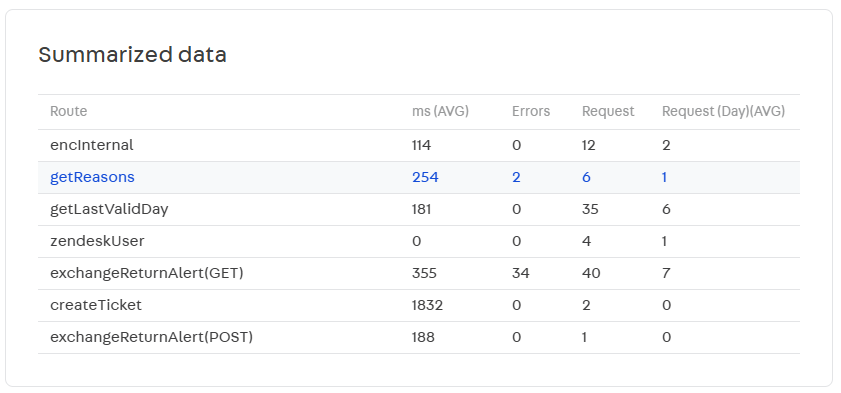 Summarized data
Route ms (AVG) Errors Request Request (Day)(AVG)
encInternal 114 0 12 2
getReasons 254 2 6 1
getLastValidDay 181 0 35 6
zendeskUser 0 0 4 1
exchangeReturnAlert(GET) 355 34 40 7
createTicket 1832 0 2 0
exchangeReturnAlert(POST) 188 0 1 0